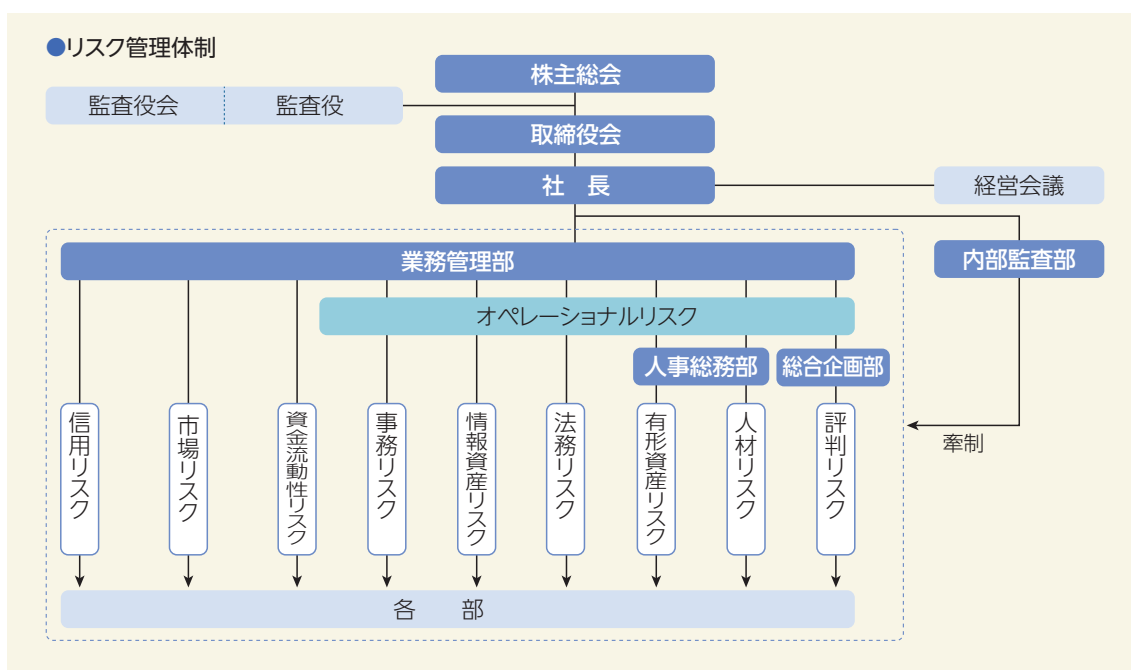 ●リスク管理体制
株主総会
監査役会 監査役
取締役会
社　長
経営会議
業務管理部
内部監査部
オペレーショナルリスク
人事総務部
総合企画部
信用リスク
市場リスク
資金流動性リスク
事務リスク
情報資産リスク
法務リスク
有形資産リスク
人材リスク
評判リスク
牽制
各　部